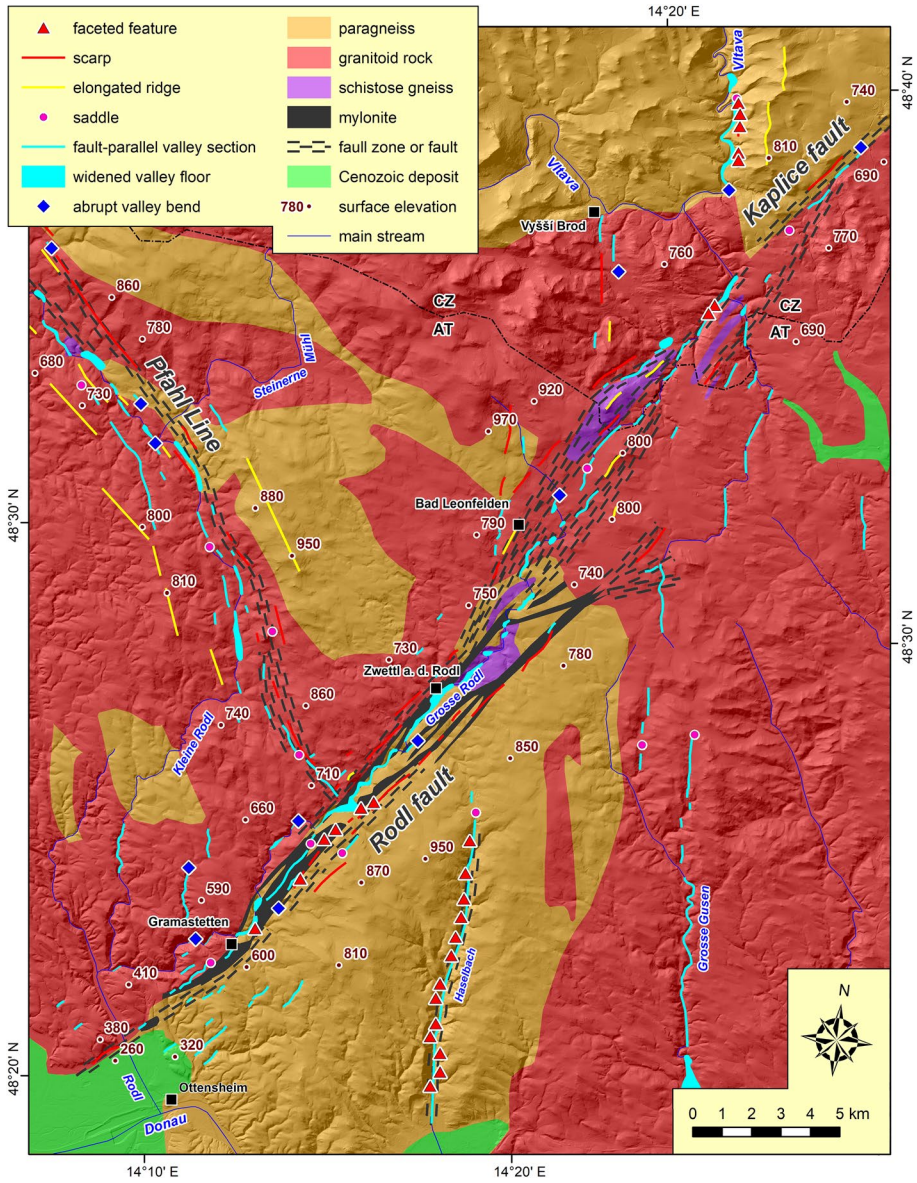 14°20' E
faceted feature
scarp
elongated ridge
saddle
fault-parallel valley section
widened valley floor
abrupt valley bend
paragneiss
granitoid rock
schistose gneiss
mylonite
faull zone or fault
Cenozoic deposit
780 surface elevation
main stream
Vltava
48°40' N
740
810
Kaplice fault
690
Vltava
Vyšší Brod
770
760
860
CZ
AT
CZ
AT
690
780
Mühl
Steinerne
680
730
Pfahl Line
920
970
800
880
Bad Leonfelden
48°30' N
800
790
800
950
810
750
740
48°30' N
730
780
Zwettl a. d. Rodl
Grosse Rodl
860
740
Kleine Rodl
850
710
660
Rodl fault
950
870
590
Gramastetten
Grosse Gusen
600
810
Haselbach
410
N
380
260
320
48°20' N
Rodl
Ottensheim
Donau
0 1 2 3 4 5 km
14°10' E
14°20' E